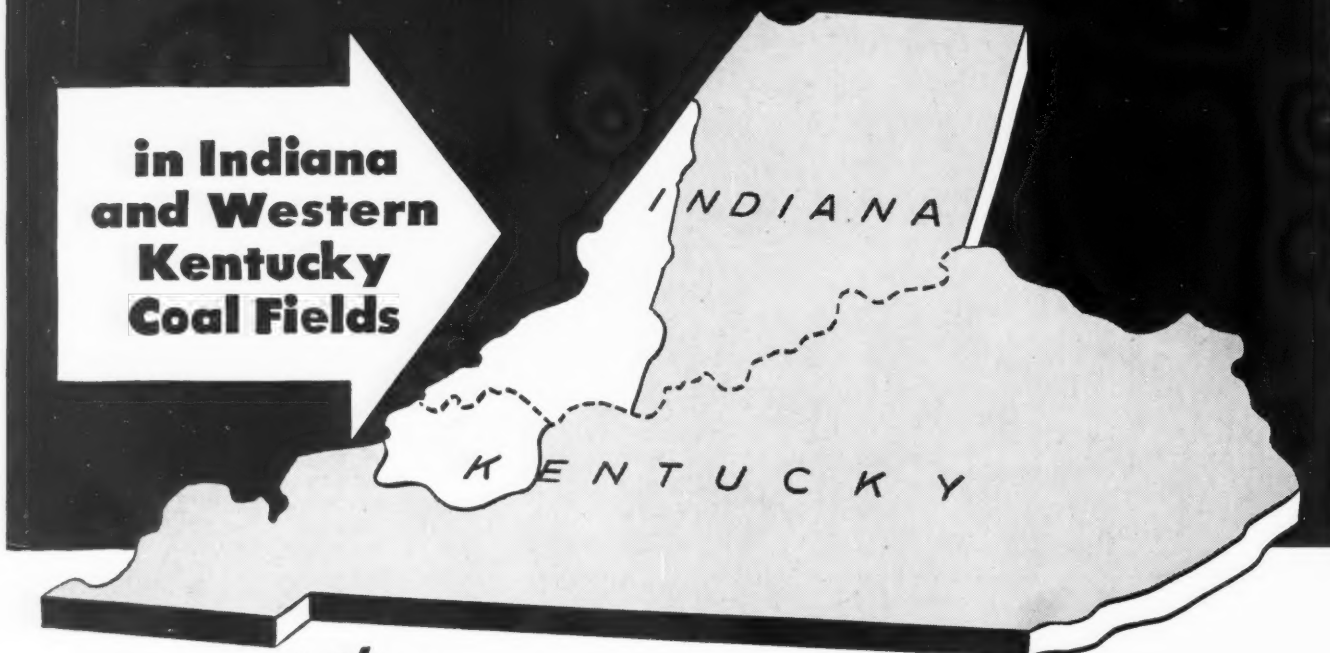 in Indiana
and Western
Kentucky
Coal Fields
INDIANA
KENTUCKY